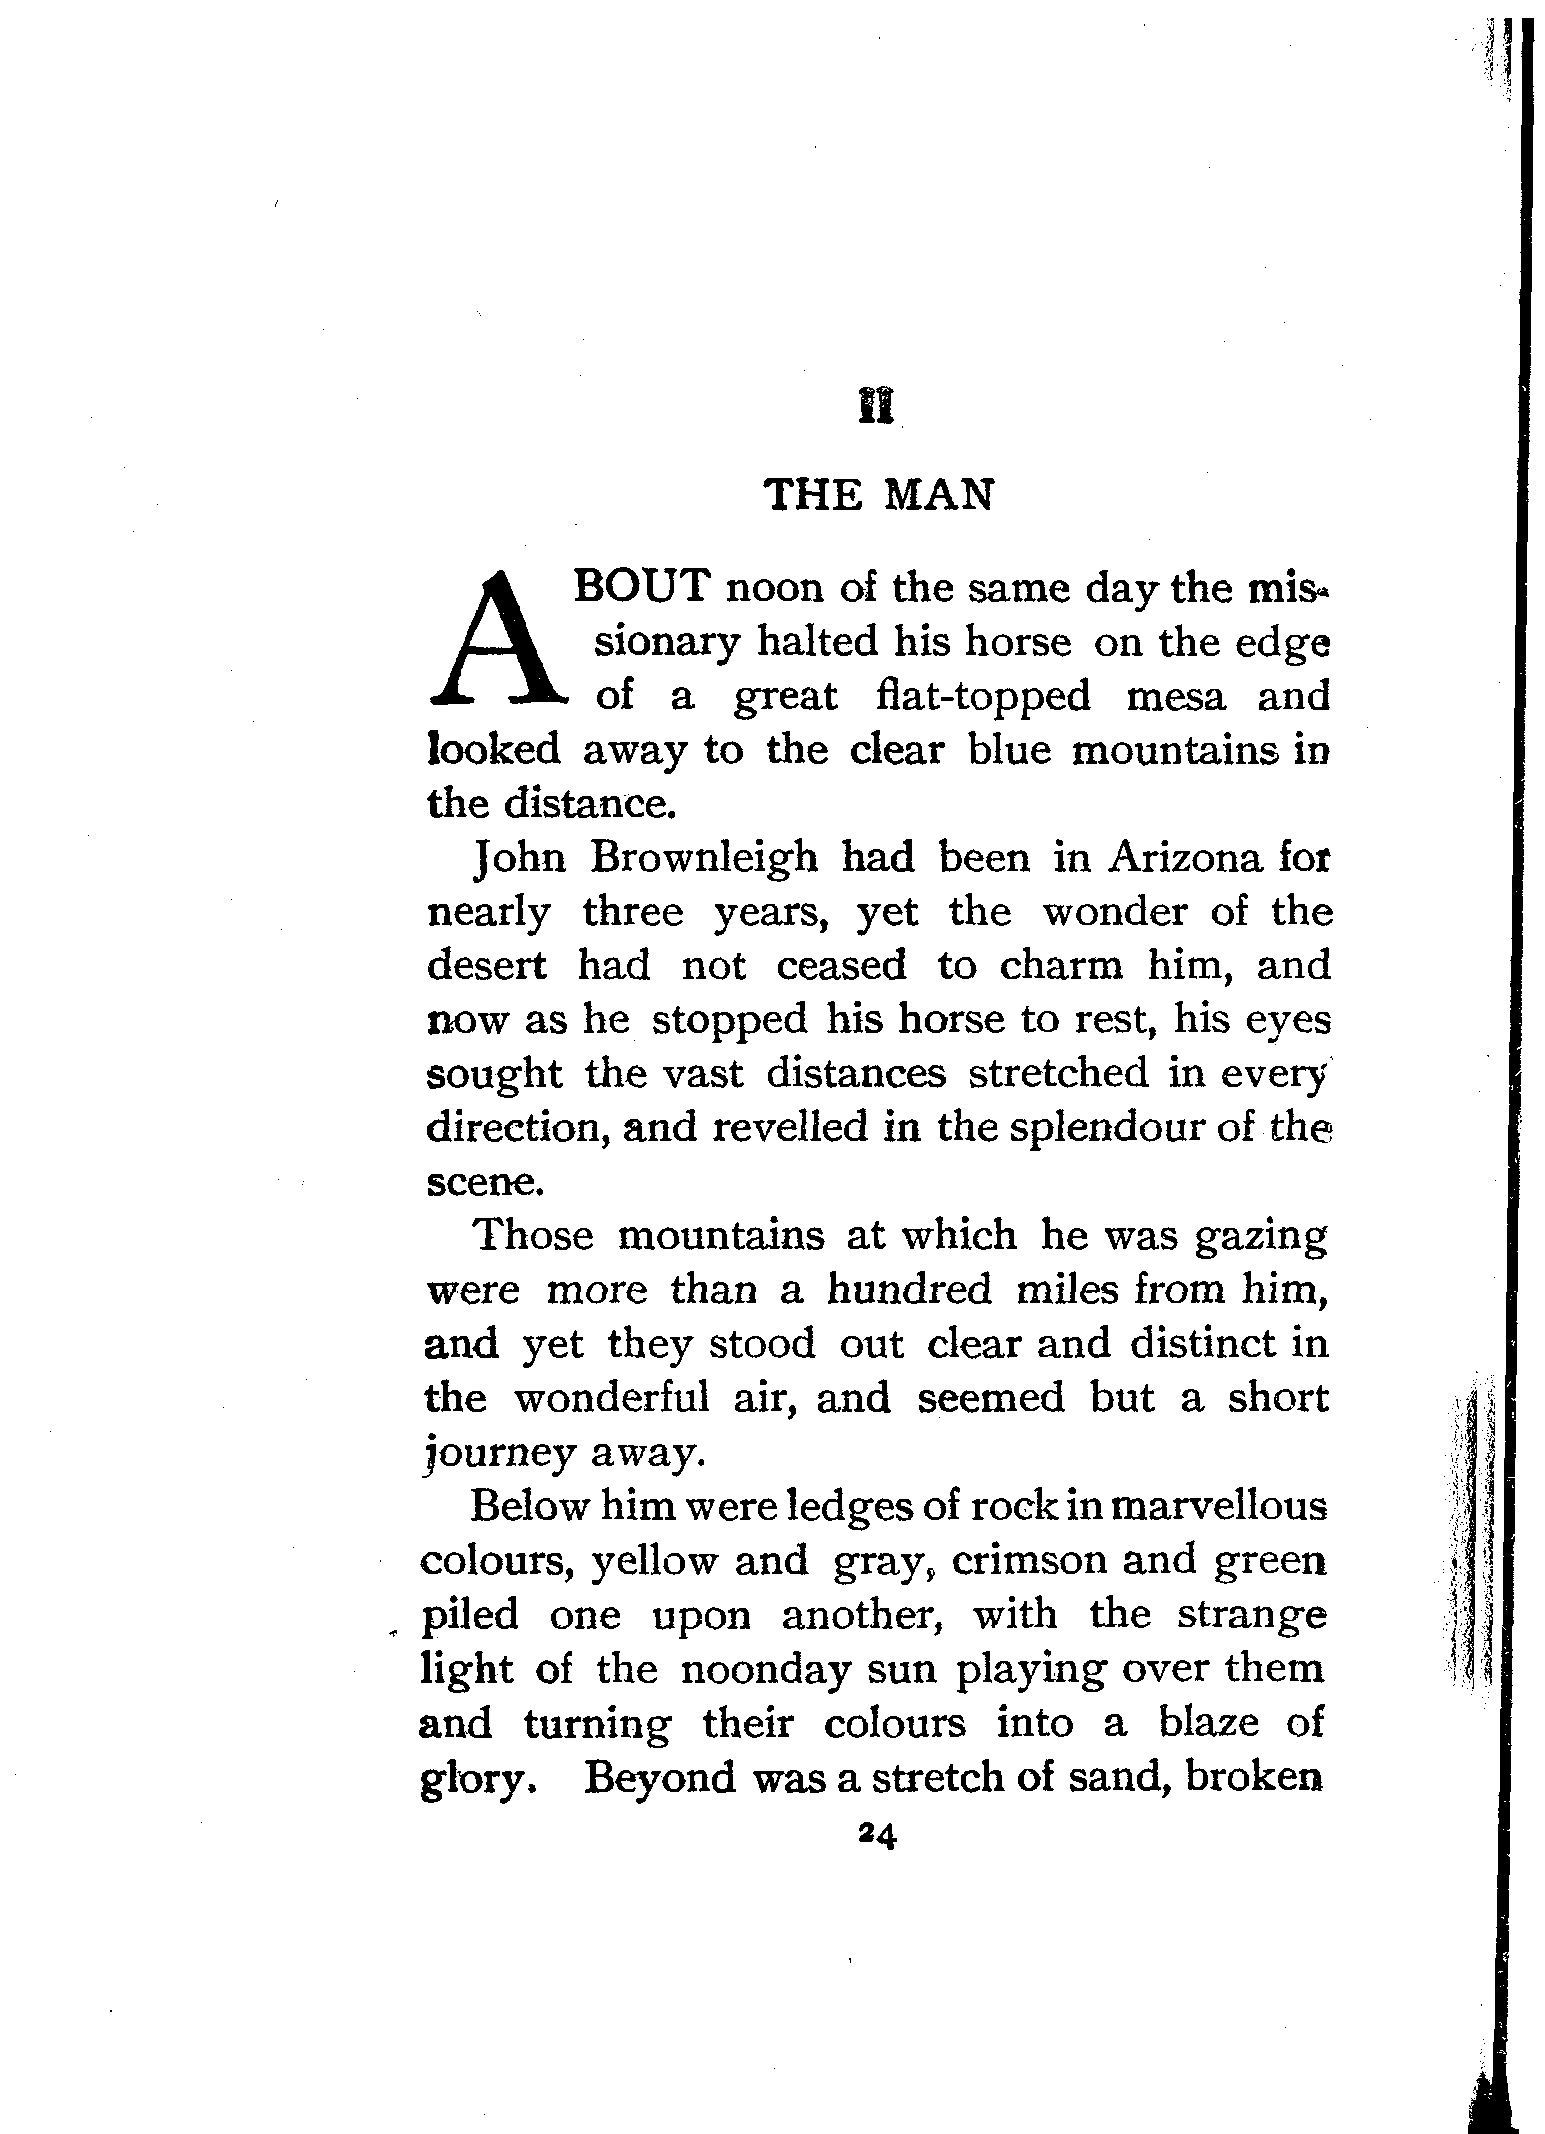 II
THE MAN
ABOUT noon of the same day the mis-
sionary halted his horse on the edge
of a great flat-topped mesa and
looked away to the clear blue mountains in
the distance.
John Brownleigh had been in Arizona for
nearly three years, yet the wonder of the
desert had not ceased to charm him, and
now as he stopped his horse to rest, his eyes
sought the vast distances stretched in every
direction, and revelled in the splendour of the
scene.
Those mountains at which he was gazing
were more than a hundred miles from him,
and yet they stood out clear and distinct in
the wonderful air, and seemed but a short
journey away.
Below him were ledges of rock in marvellous
colours, yellow and gray, crimson and green
piled one upon another, with the strange
light of the noonday sun playing over them
and turning their colours into a blaze of
glory. Beyond was a stretch of sand, broken
24